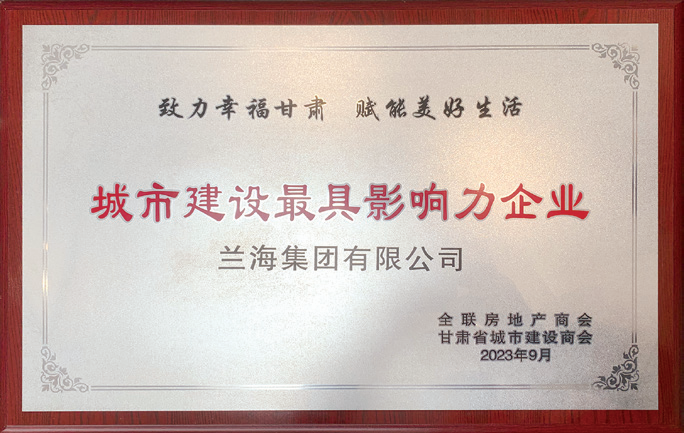 致力幸福甘肃 赋能美好生活
城市建设最具影响力企业
兰海集团有限公司
全联房地产商会
甘肃省城市建设商会
2023年9月